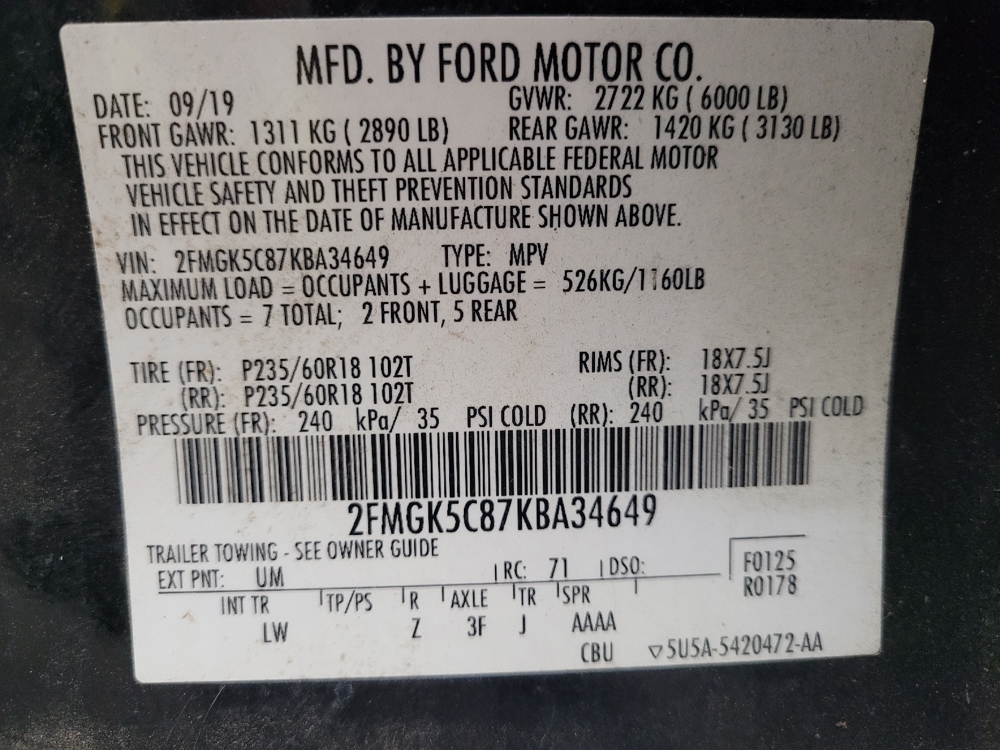 MFD. BY FORD MOTOR CO.
DATE: 09/19 GVWR: 2722 KG ( 6000 LB)
FRONT GAWR: 1311 KG ( 2890 LB) REAR GAWR: 1420 KG ( 3130 LB)
THIS VEHICLE CONFORMS TO ALL APPLICABLE FEDERAL MOTOR
VEHICLE SAFETY AND THEFT PREVENTION STANDARDS
IN EFFECT ON THE DATE OF MANUFACTURE SHOWN ABOVE.
VIN: 2FMGK5C87KBA34649 TYPE: MPV
MAXIMUM LOAD = OCCUPANTS + LUGGAGE = 526KG/1160LB
OCCUPANTS = 7 TOTAL; 2 FRONT, 5 REAR
TIRE (FR): P235/60R18 102T RIMS (FR): 18X7.5J
(RR): P235/60R18 102T (RR): 18X7.5J
PRESSURE (FR): 240 kPa/ 35 PSI COLD (RR): 240 kPa/ 35 PSI COLD
2FMGK5C87KBA34649
TRAILER TOWING - SEE OWNER GUIDE
EXT PNT: UM RC: 71 DSO: F0125
R0178
INT TR TP/PS R AXLE TR SPR
LW Z 3F J AAAA
CBU ▽5U5A-5420472-AA